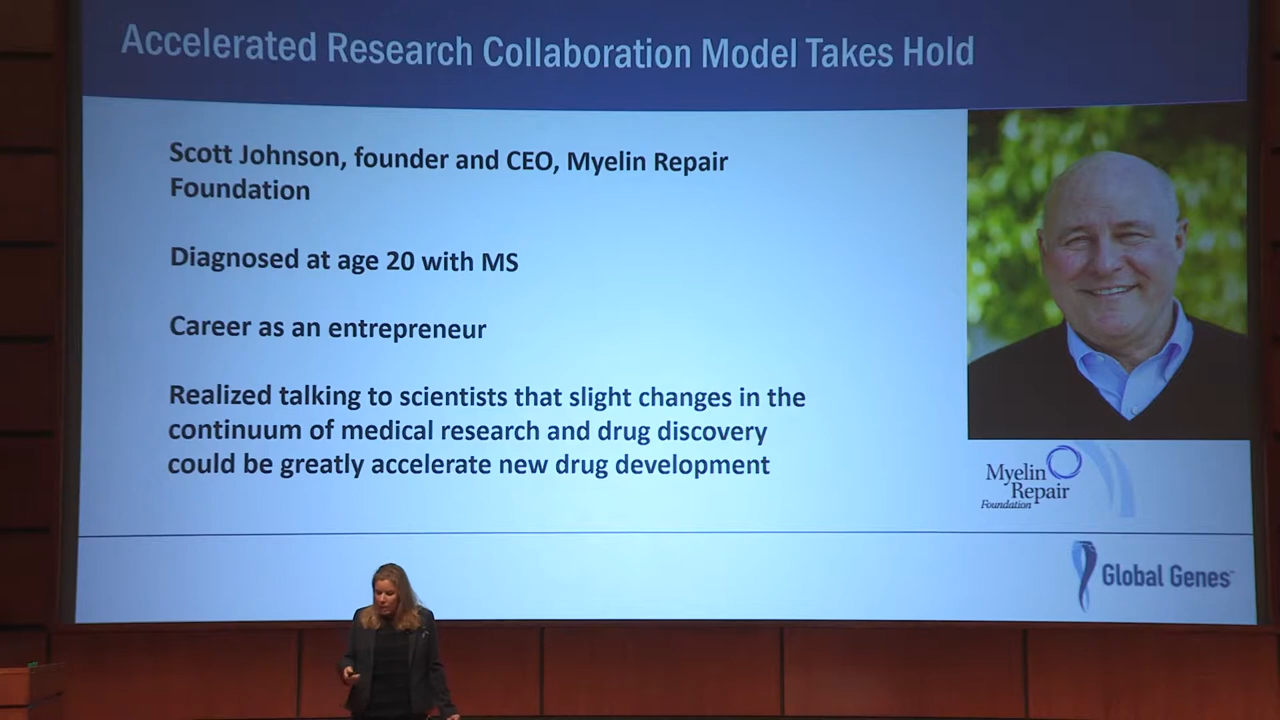 Accelerated Research Collaboration Model Takes Hold
Scott Johnson, founder and CEO, Myelin Repair
Foundation
Diagnosed at age 20 with MS
Career as an entrepreneur
Realized talking to scientists that slight changes in the
continuum of medical research and drug discovery
could be greatly accelerate new drug development
Myelin
Repair
Foundation
Global Genes™